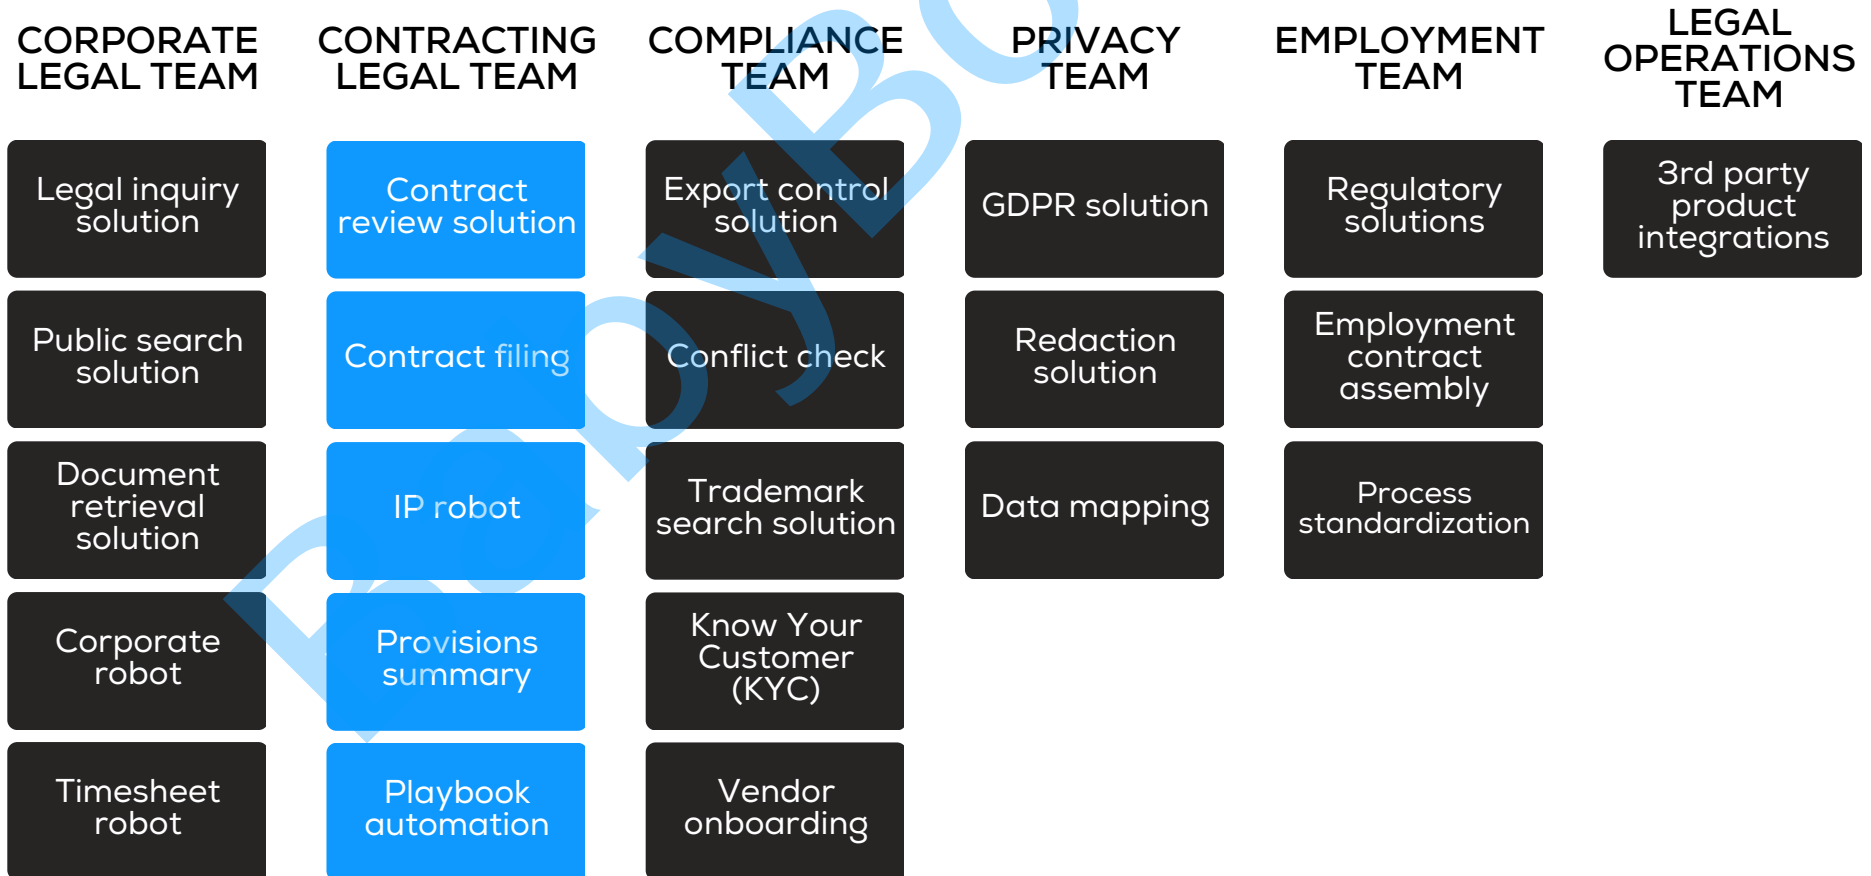 CORPORATE
LEGAL TEAM
Legal inquiry
solution
Public search
solution
Document
retrieval
solution
Corporate
robot
Timesheet
robot
CONTRACTING
LEGAL TEAM
Contract
review solution
Contract filing
IP robot
Provisions
summary
Playbook
automation
COMPLIANCE
TEAM
Export control
solution
Conflict check
Trademark
search solution
Know Your
Customer
(KYC)
Vendor
onboarding
PRIVACY
TEAM
GDPR solution
Redaction
solution
Data mapping
EMPLOYMENT
TEAM
Regulatory
solutions
Employment
contract
assembly
Process
standardization
LEGAL
OPERATIONS
TEAM
3rd party
product
integrations